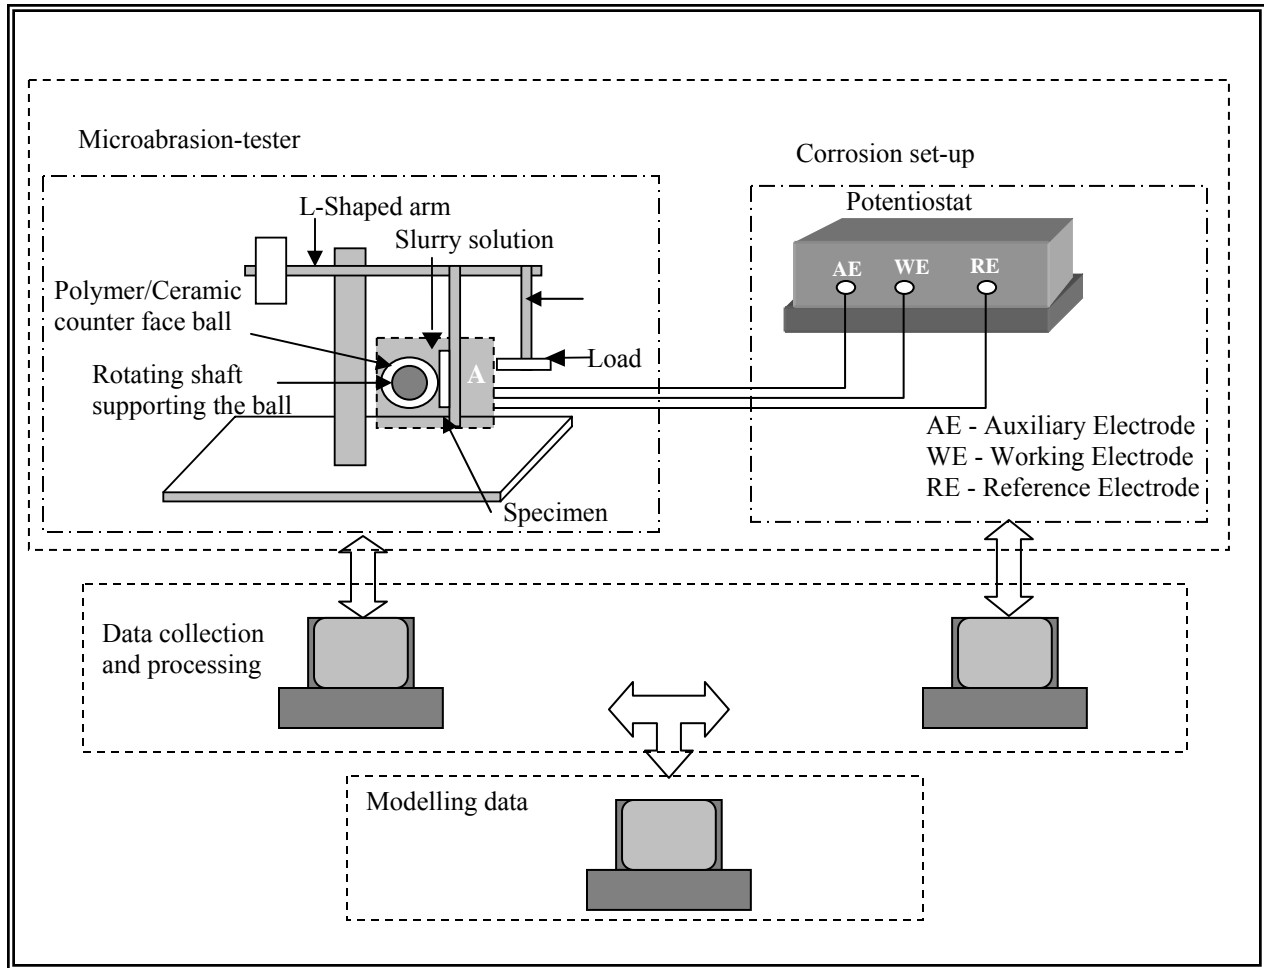 Microabrasion-tester
Corrosion set-up
L-Shaped arm
Potentiostat
Slurry solution
AE WE RE
Polymer/Ceramic
counter face ball
Load
Rotating shaft
supporting the ball
A
AE - Auxiliary Electrode
WE - Working Electrode
RE - Reference Electrode
Specimen
Data collection
and processing
Modelling data